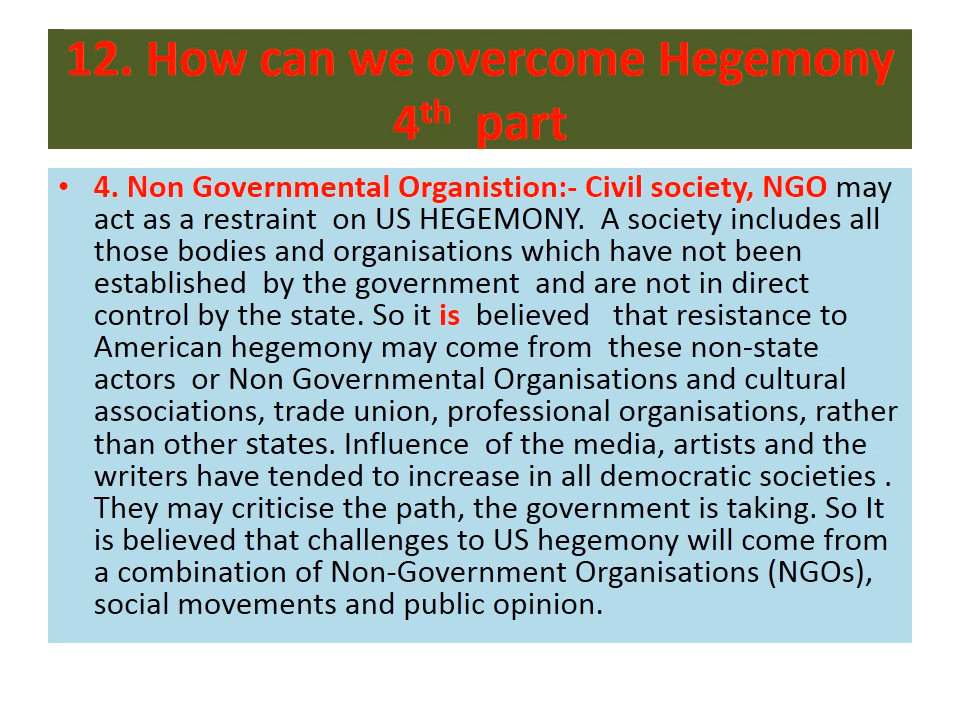 12. How can we overcome Hegemony
4th part
• 4. Non Governmental Organistion:- Civil society, NGO may
act as a restraint on US HEGEMONY. A society includes all
those bodies and organisations which have not been
established by the government and are not in direct
control by the state. So it is believed that resistance to
American hegemony may come from these non-state
actors or Non Governmental Organisations and cultural
associations, trade union, professional organisations, rather
than other states. Influence of the media, artists and the
writers have tended to increase in all democratic societies .
They may criticise the path, the government is taking. So It
is believed that challenges to US hegemony will come from
a combination of Non-Government Organisations (NGOs),
social movements and public opinion.